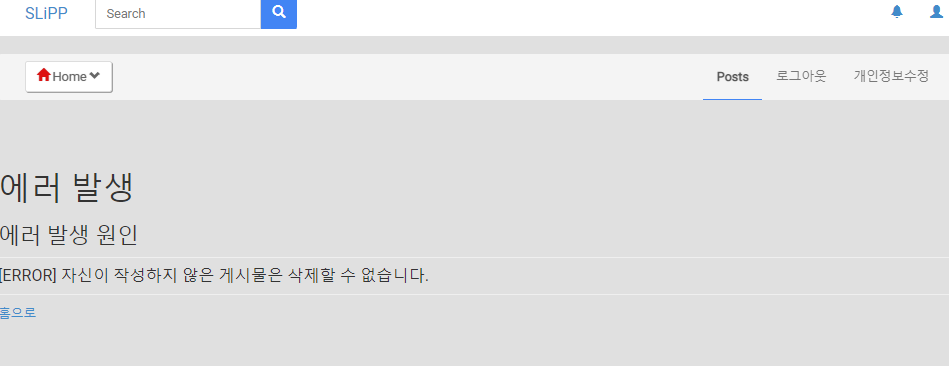 SLiPP Search
Home Posts 로그아웃 개인정보수정
에러 발생
에러 발생 원인
[ERROR] 자신이 작성하지 않은 게시물은 삭제할 수 없습니다.
홈으로